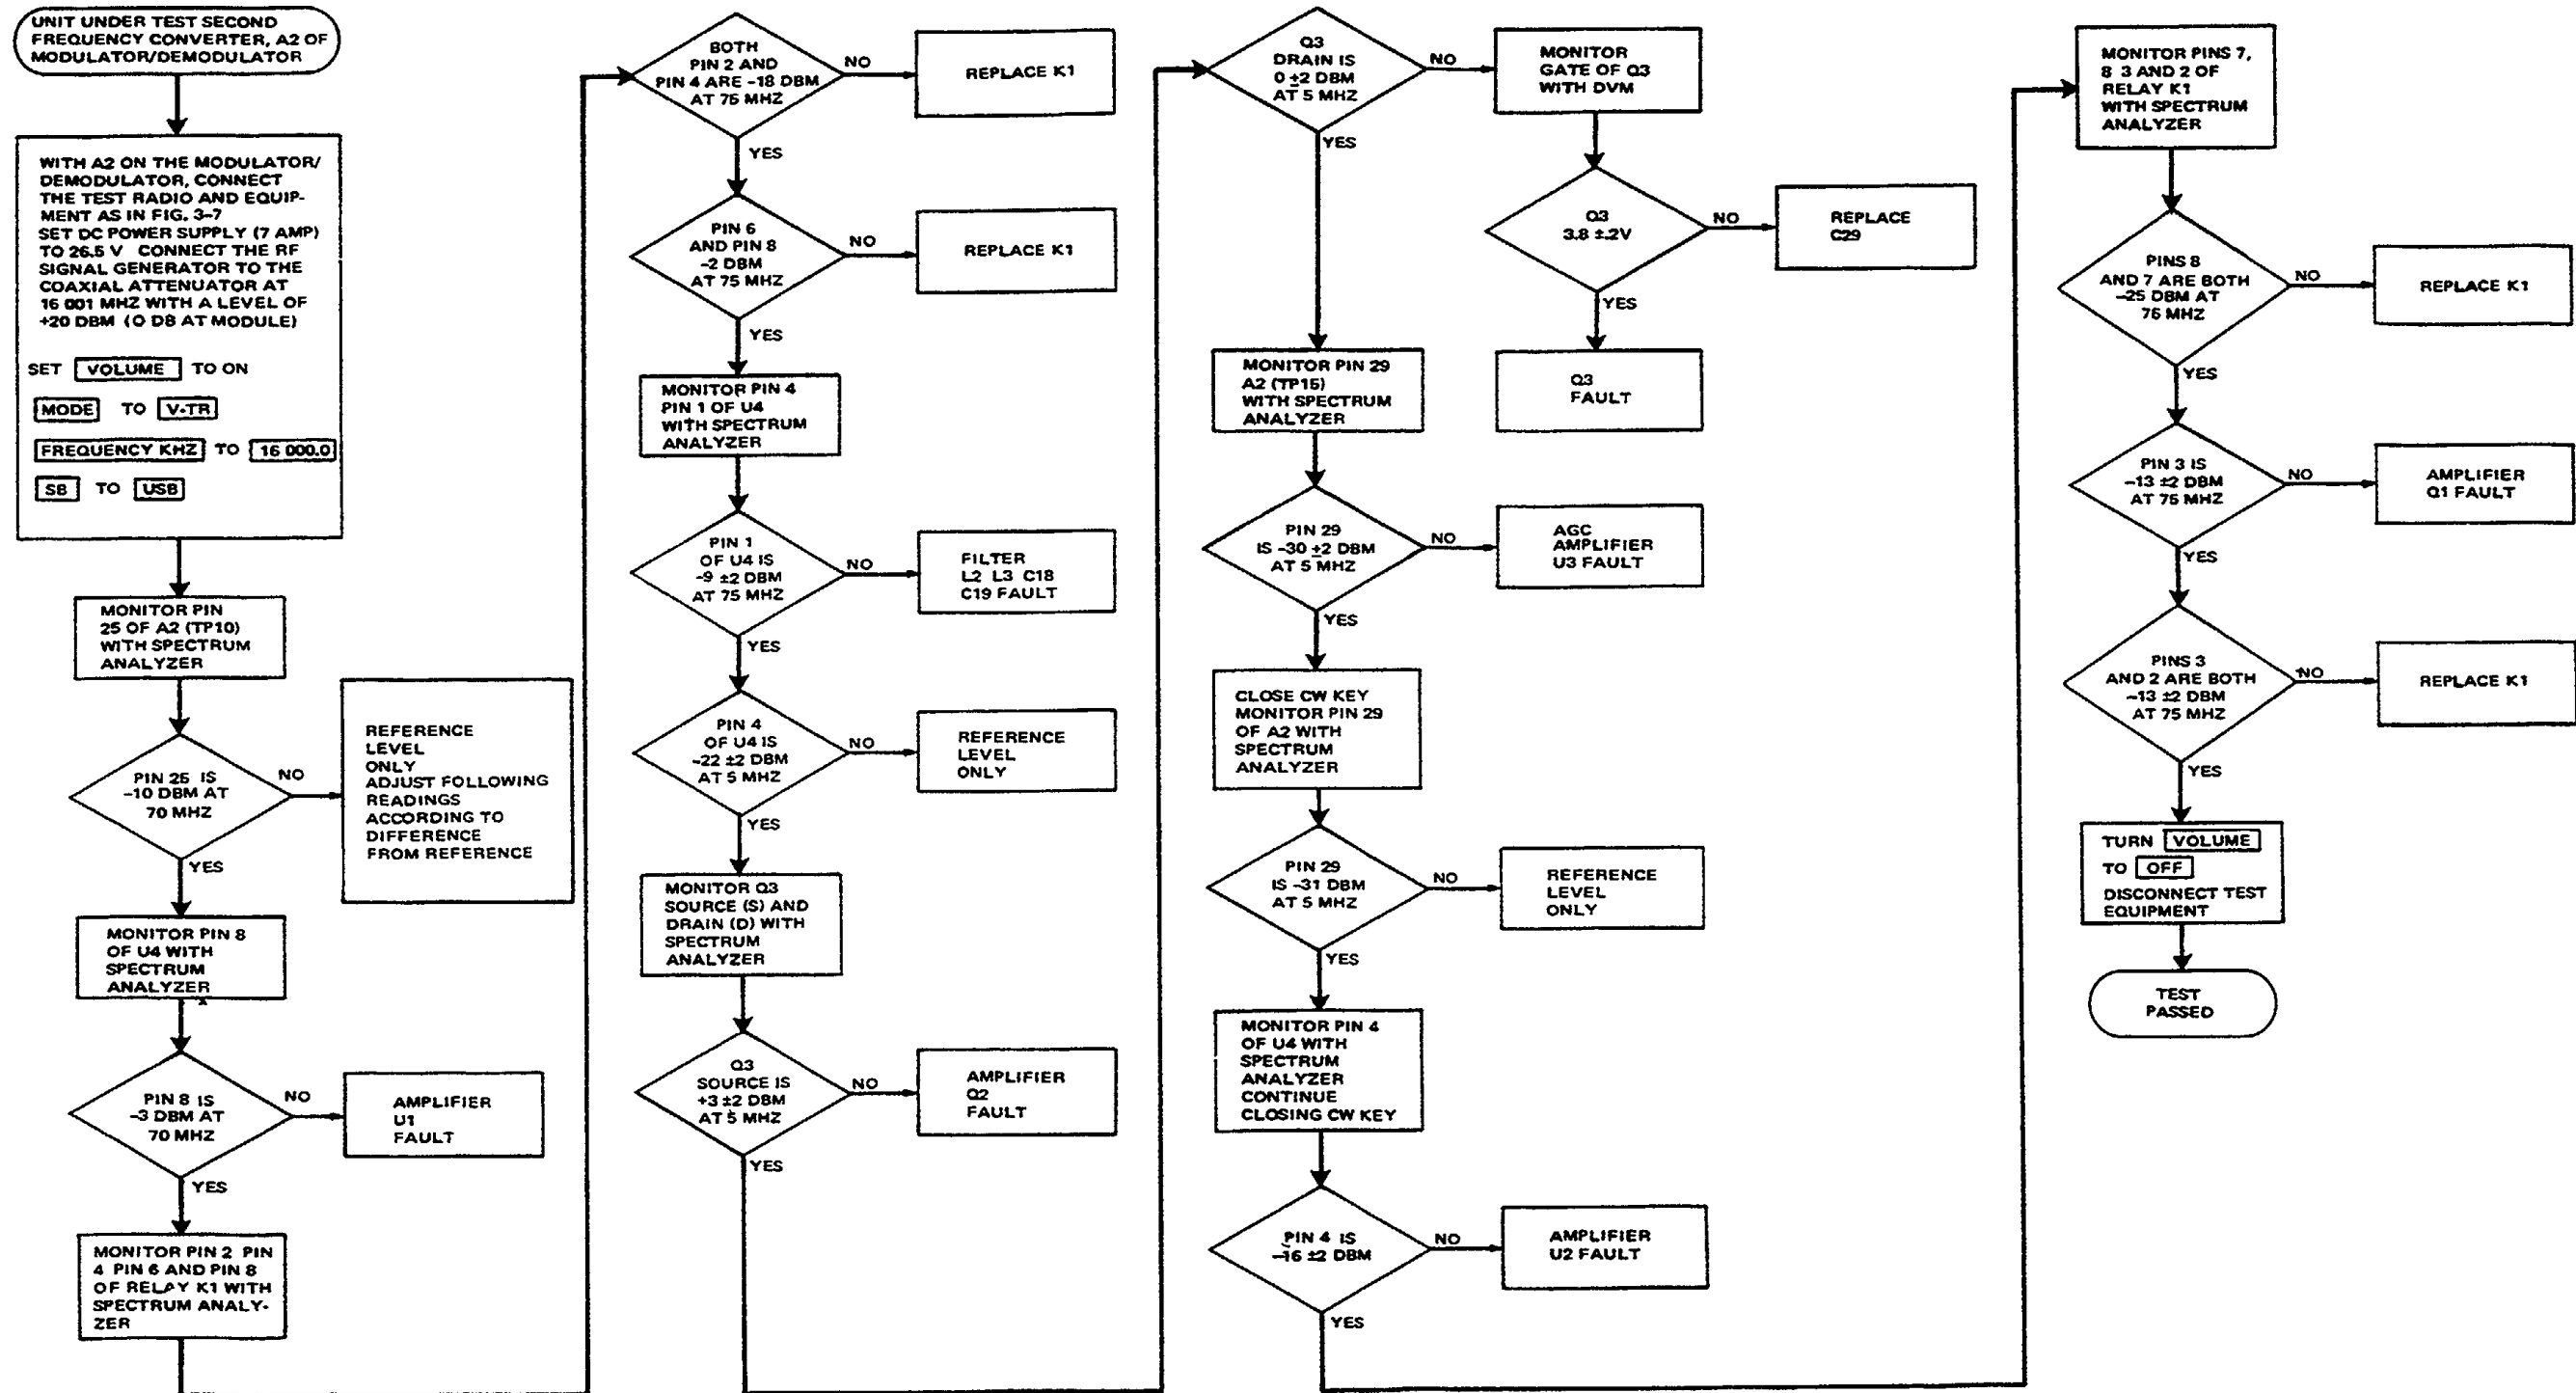 UNIT UNDER TEST SECOND
FREQUENCY CONVERTER, A2 OF
MODULATOR/DEMODULATOR
WITH A2 ON THE MODULATOR/
DEMODULATOR, CONNECT
THE TEST RADIO AND EQUIP-
MENT AS IN FIG. 3-7
SET DC POWER SUPPLY (7 AMP)
TO 26.5 V CONNECT THE RF
SIGNAL GENERATOR TO THE
COAXIAL ATTENUATOR AT
16 001 MHZ WITH A LEVEL OF
+20 DBM (O DB AT MODULE)
SET VOLUME TO ON
MODE TO V-TR
FREQUENCY KHZ TO 16 000.0
SB TO USB
MONITOR PIN
25 OF A2 (TP10)
WITH SPECTRUM
ANALYZER
PIN 25 IS
-10 DBM AT
70 MHZ
NO
REFERENCE
LEVEL
ONLY
ADJUST FOLLOWING
READINGS
ACCORDING TO
DIFFERENCE
FROM REFERENCE
YES
MONITOR PIN 8
OF U4 WITH
SPECTRUM
ANALYZER
PIN 8 IS
-3 DBM AT
70 MHZ
NO
AMPLIFIER
U1
FAULT
YES
MONITOR PIN 2 PIN
4 PIN 6 AND PIN 8
OF RELAY K1 WITH
SPECTRUM ANALY-
ZER
BOTH
PIN 2 AND
PIN 4 ARE -18 DBM
AT 75 MHZ
NO
REPLACE K1
YES
PIN 6
AND PIN 8
-2 DBM
AT 75 MHZ
NO
REPLACE K1
YES
MONITOR PIN 4
PIN 1 OF U4
WITH SPECTRUM
ANALYZER
PIN 1
OF U4 IS
-9 ±2 DBM
AT 75 MHZ
NO
FILTER
L2 L3 C18
C19 FAULT
YES
PIN 4
OF U4 IS
-22 ±2 DBM
AT 5 MHZ
NO
REFERENCE
LEVEL
ONLY
YES
MONITOR Q3
SOURCE (S) AND
DRAIN (D) WITH
SPECTRUM
ANALYZER
Q3
SOURCE IS
+3 ±2 DBM
AT 5 MHZ
NO
AMPLIFIER
Q2
FAULT
YES
Q3
DRAIN IS
0 ±2 DBM
AT 5 MHZ
NO
MONITOR
GATE OF Q3
WITH DVM
YES
Q3
3.8 ±.2V
NO
REPLACE
C29
YES
Q3
FAULT
MONITOR PIN 29
A2 (TP15)
WITH SPECTRUM
ANALYZER
PIN 29
IS -30 ±2 DBM
AT 5 MHZ
NO
AGC
AMPLIFIER
U3 FAULT
YES
CLOSE CW KEY
MONITOR PIN 29
OF A2 WITH
SPECTRUM
ANALYZER
PIN 29
IS -31 DBM
AT 5 MHZ
NO
REFERENCE
LEVEL
ONLY
YES
MONITOR PIN 4
OF U4 WITH
SPECTRUM
ANALYZER
CONTINUE
CLOSING CW KEY
PIN 4 IS
-16 ±2 DBM
NO
AMPLIFIER
U2 FAULT
YES
MONITOR PINS 7,
8 3 AND 2 OF
RELAY K1
WITH SPECTRUM
ANALYZER
PINS 8
AND 7 ARE BOTH
-25 DBM AT
75 MHZ
NO
REPLACE K1
YES
PIN 3 IS
-13 ±2 DBM
AT 75 MHZ
NO
AMPLIFIER
Q1 FAULT
YES
PINS 3
AND 2 ARE BOTH
-13 ±2 DBM
AT 75 MHZ
NO
REPLACE K1
YES
TURN VOLUME
TO OFF
DISCONNECT TEST
EQUIPMENT
TEST
PASSED